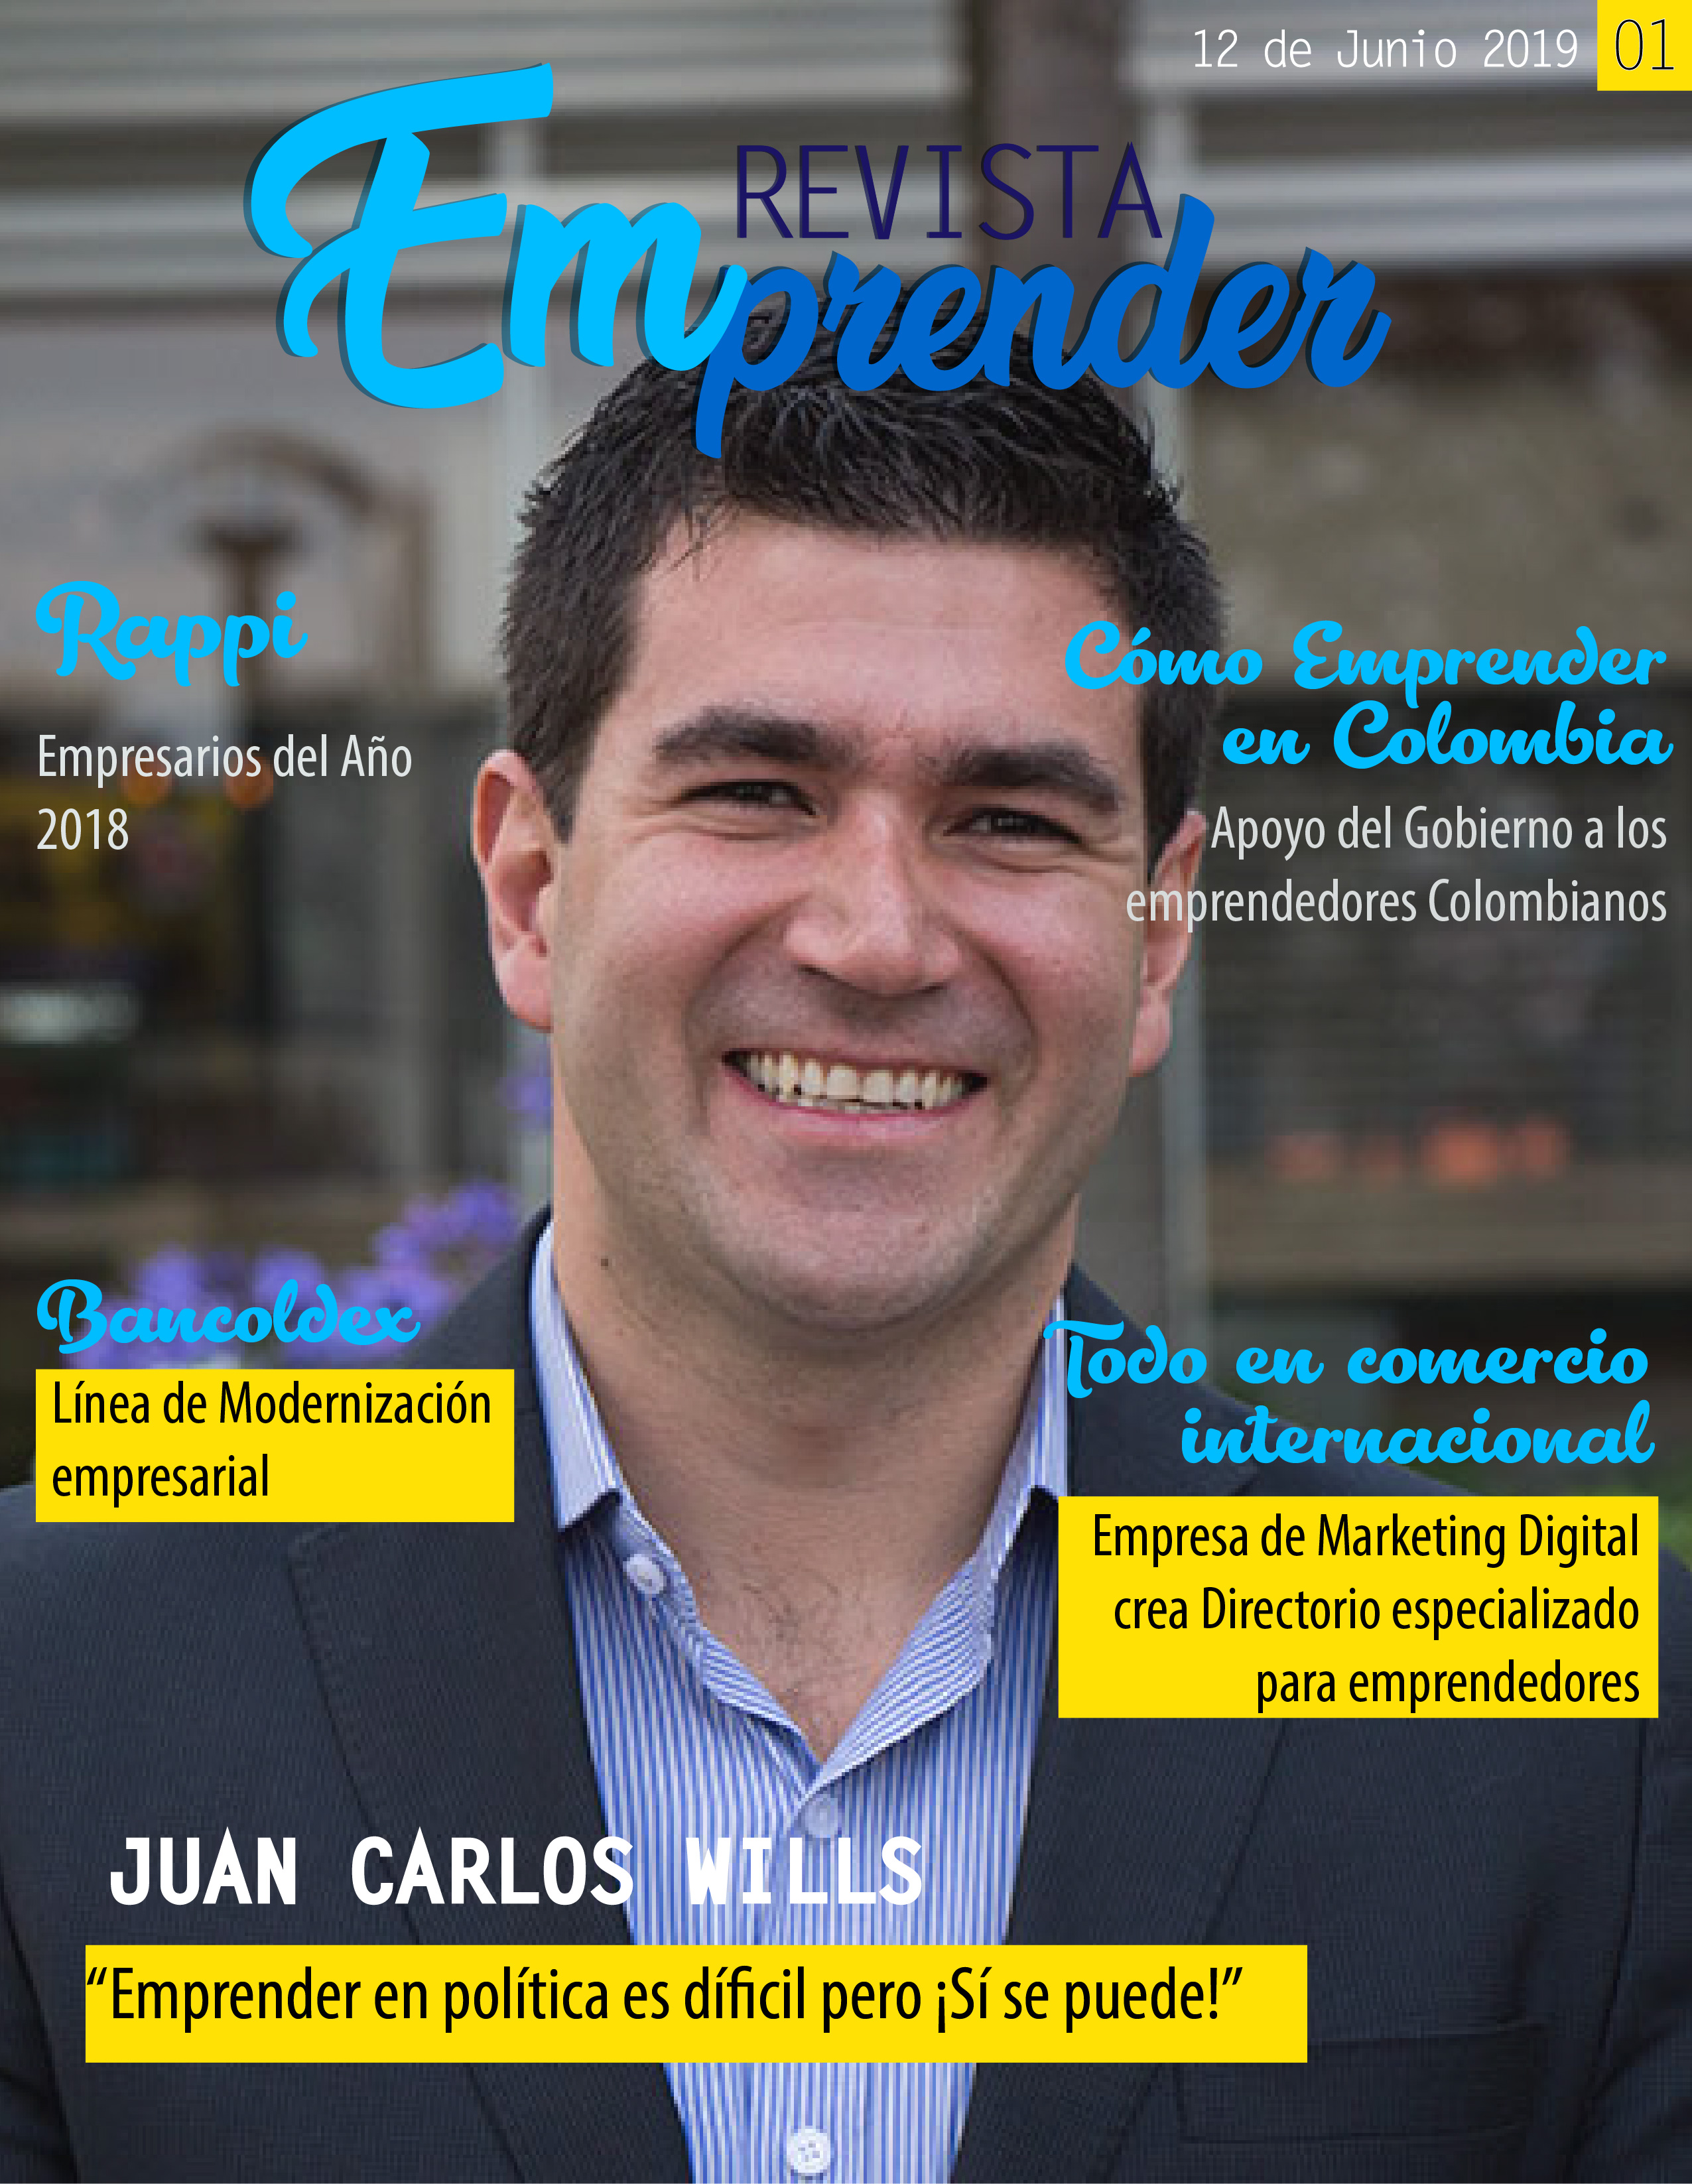 12 de Junio 2019 01
REVISTA
Emprender
Rappi
Empresarios del Año
2018
Cómo Emprender
en Colombia
Apoyo del Gobierno a los
emprendedores Colombianos
Bancoldex
Línea de Modernización
empresarial
Todo en comercio
internacional
Empresa de Marketing Digital
crea Directorio especializado
para emprendedores
JUAN CARLOS WILLS
“Emprender en política es díficil pero ¡Sí se puede!”